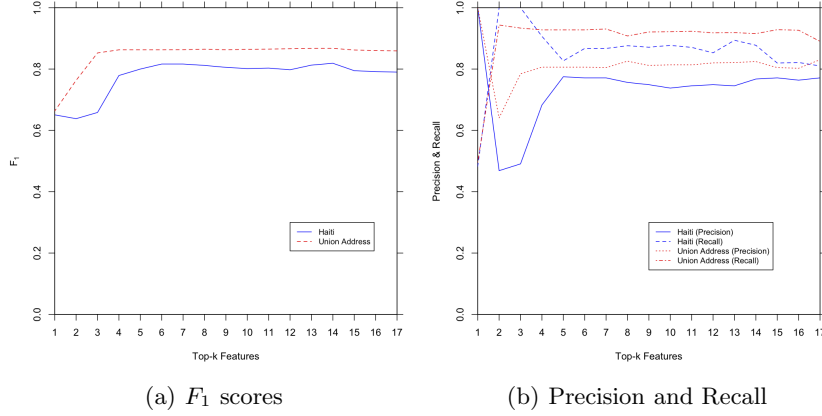 1.0
0.8
0.6
0.4
0.2
0.0
F1
Haiti
Union Address
1 2 3 4 5 6 7 8 9 10 11 12 13 14 15 16 17
Top-k Features
(a) F1 scores
1.0
0.8
0.6
0.4
0.2
0.0
Precision & Recall
Haiti (Precision)
Haiti (Recall)
Union Address (Precision)
Union Address (Recall)
1 2 3 4 5 6 7 8 9 10 11 12 13 14 15 16 17
Top-k Features
(b) Precision and Recall